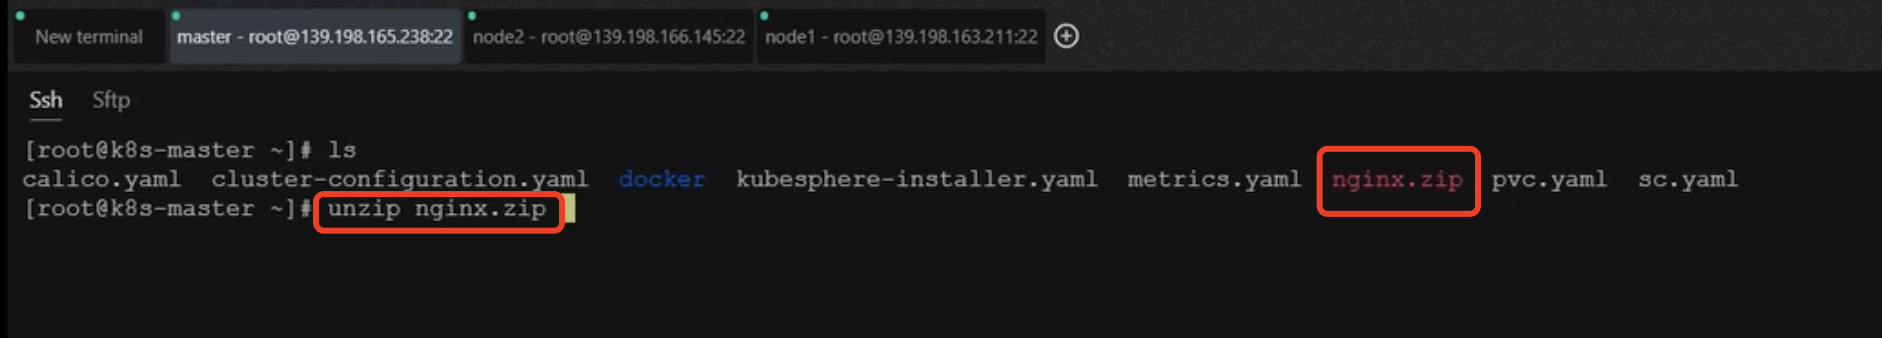 New terminal master - root@139.198.165.238:22 node2 - root@139.198.166.145:22 node1 - root@139.198.163.211:22
Ssh Sftp
[root@k8s-master ~]# ls
calico.yaml cluster-configuration.yaml docker kubesphere-installer.yaml metrics.yaml nginx.zip pvc.yaml sc.yaml
[root@k8s-master ~]# unzip nginx.zip